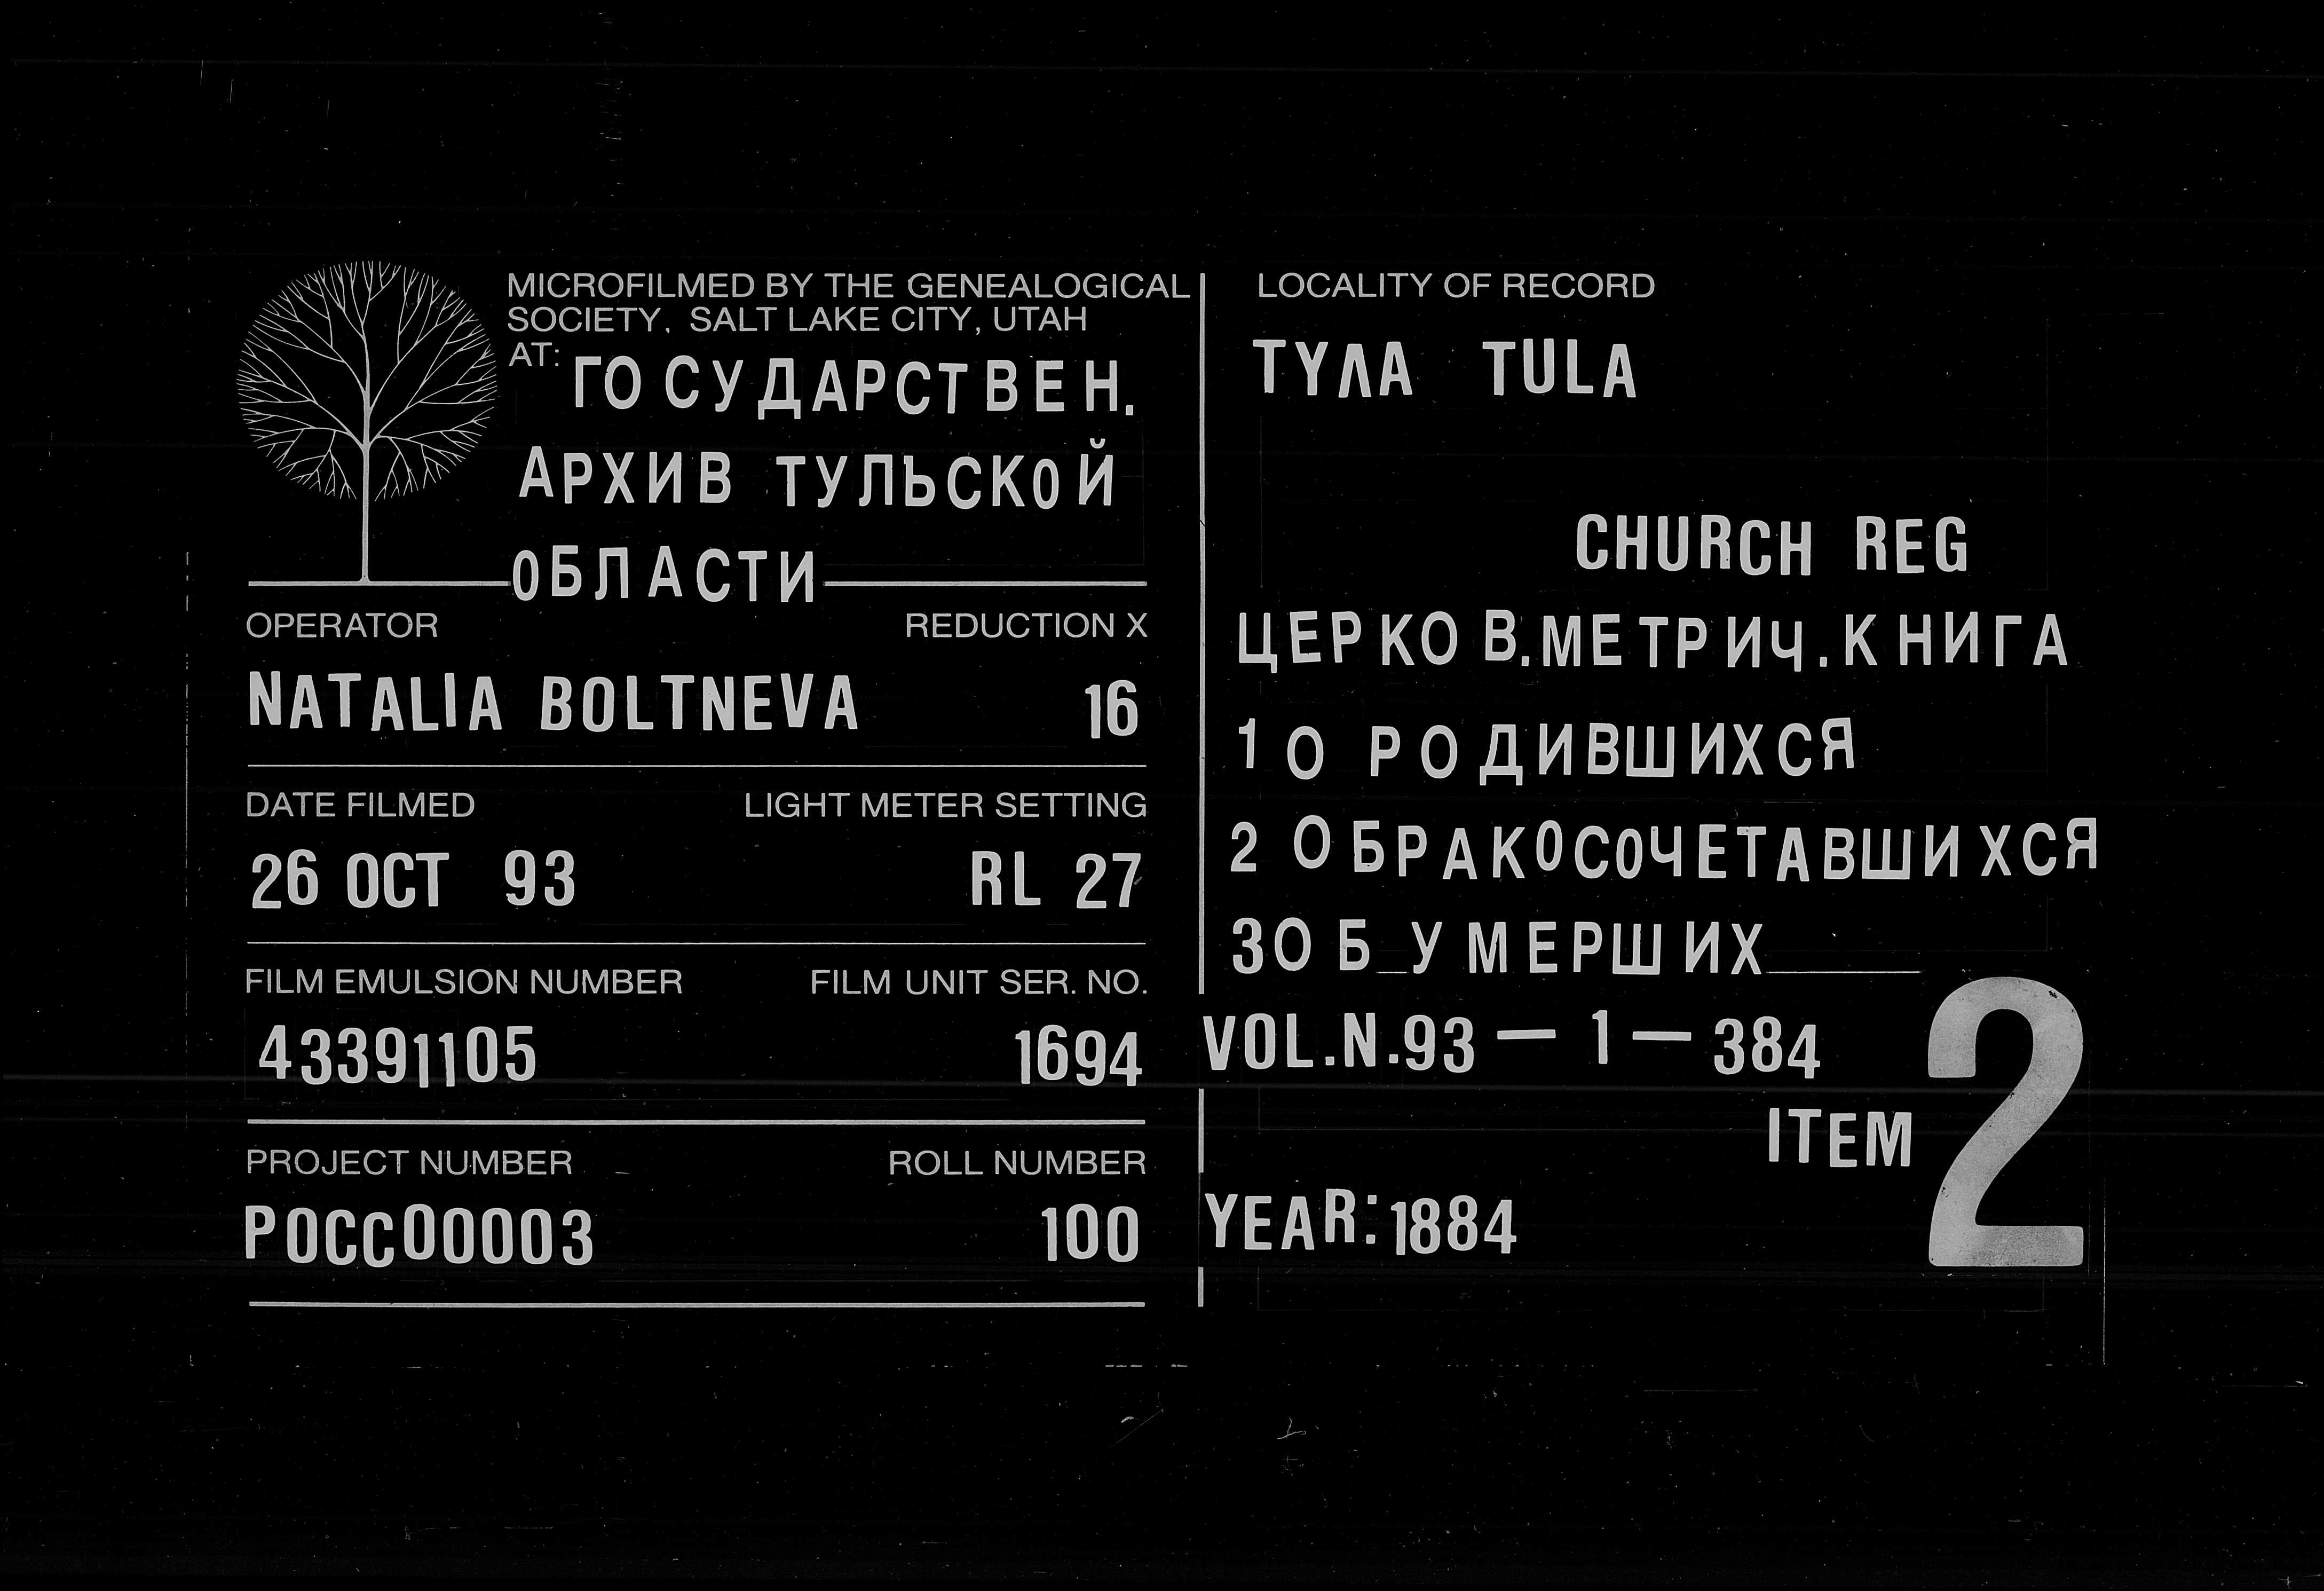 MICROFILMED BY THE GENEALOGICAL
SOCIETY, SALT LAKE CITY, UTAH
AT:
ГОСУДАРСТВЕН.
АРХИВ ТУЛЬСКОЙ
ОБЛАСТИ
OPERATOR REDUCTION X
NATALIA BOLTNEVA 16
DATE FILMED LIGHT METER SETTING
26 OCT 93 RL 27
FILM EMULSION NUMBER FILM UNIT SER. NO.
43391105 1694
PROJECT NUMBER ROLL NUMBER
POCC00003 100
LOCALITY OF RECORD
ТУЛА TULA
CHURCH REG
ЦЕРКОВ.МЕТРИЧ.КНИГА
1 О РОДИВШИХСЯ
2 О БРАКОСОЧЕТАВШИХСЯ
3 ОБ УМЕРШИХ
VOL.N.93-1-384
ITEM 2
YEAR:1884